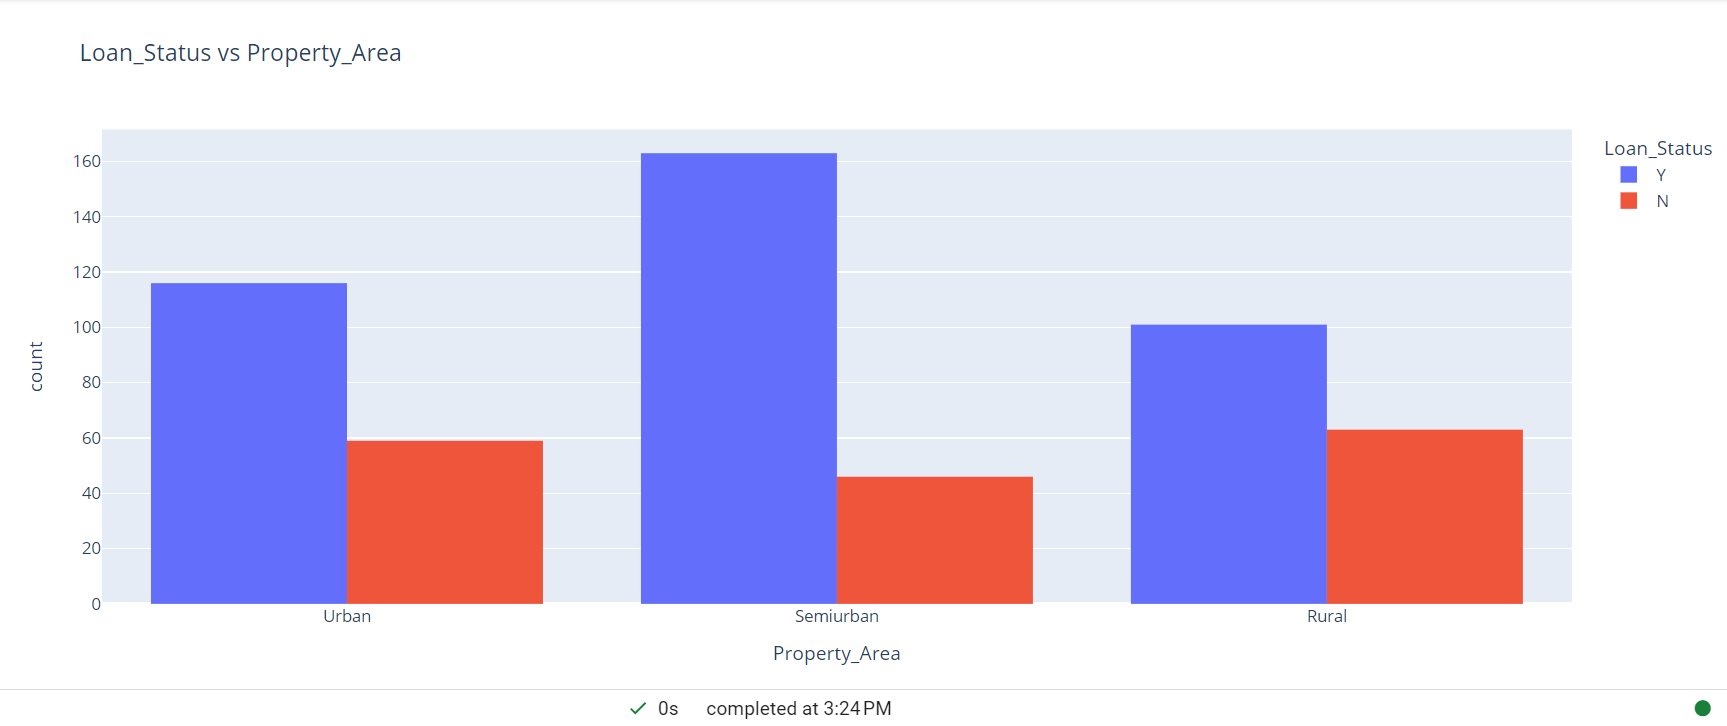 Loan_Status vs Property_Area
Loan_Status
Y
N
160
140
120
100
80
60
40
20
0
count
Urban
Semiurban
Rural
Property_Area
0s completed at 3:24 PM